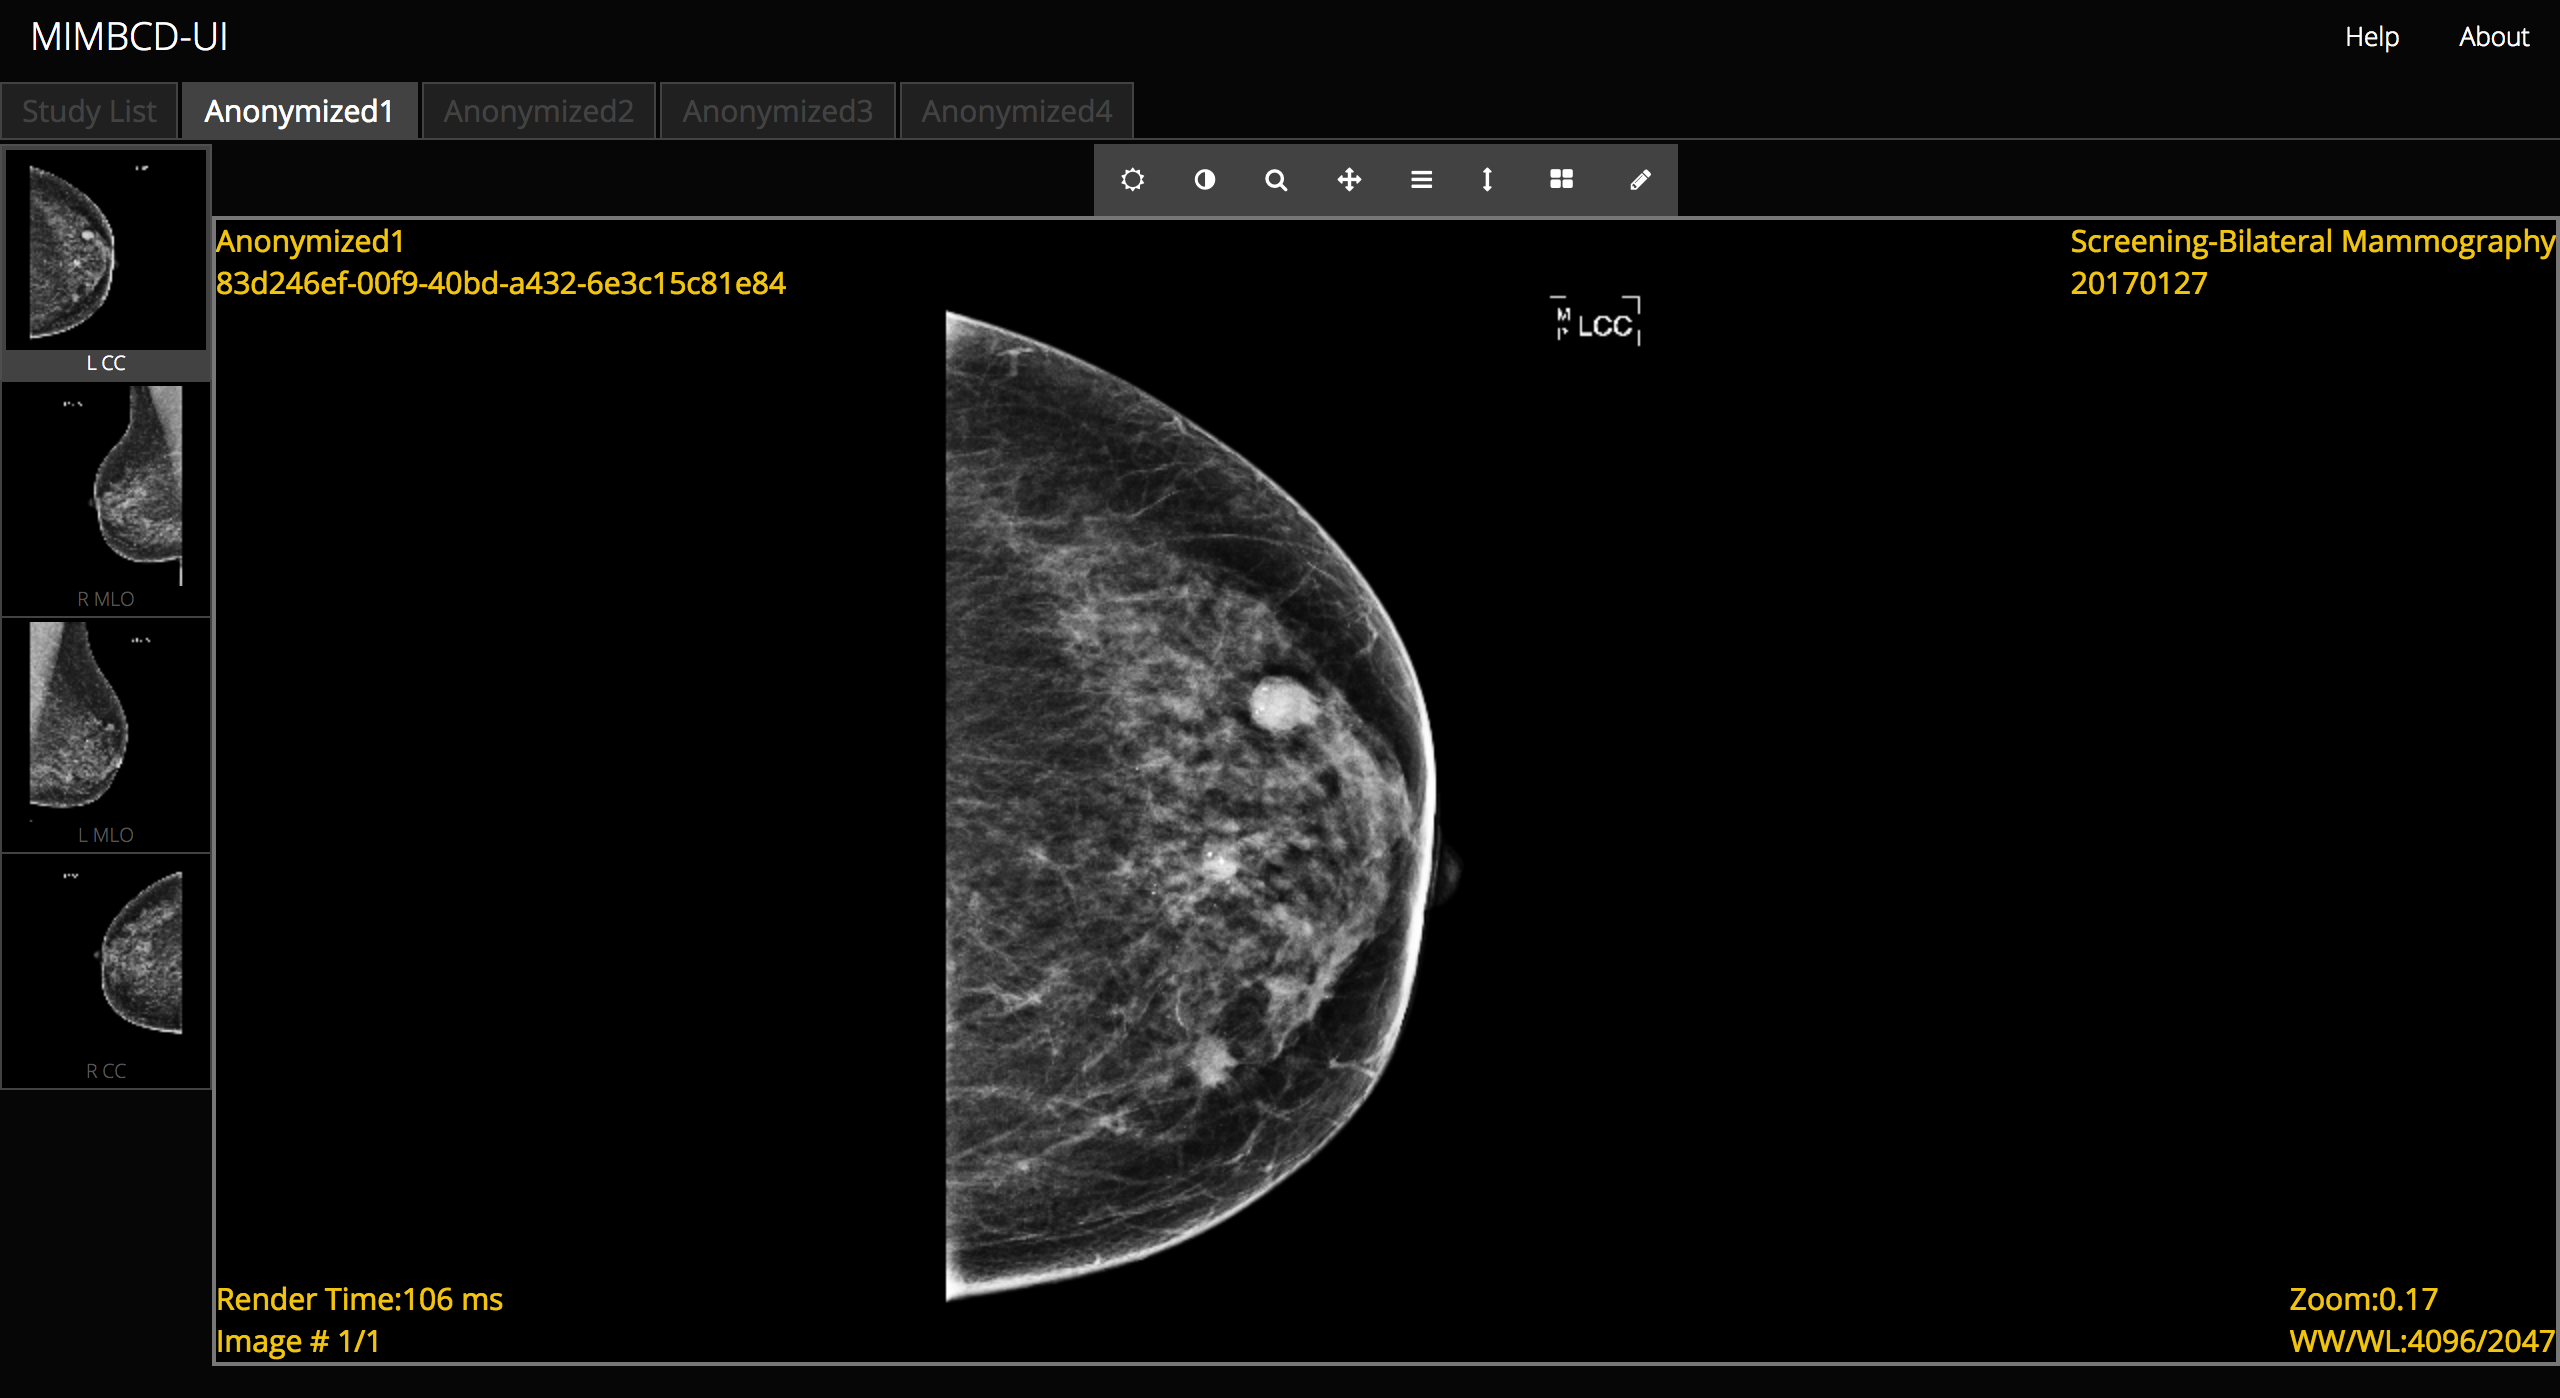 MIMBCD-UI
Help
About
Study List
Anonymized1
Anonymized2
Anonymized3
Anonymized4
L CC
R MLO
L MLO
R CC
Anonymized1
83d246ef-00f9-40bd-a432-6e3c15c81e84
Screening-Bilateral Mammography
20170127
LCC
Render Time:106 ms
Image # 1/1
Zoom:0.17
WW/WL:4096/2047